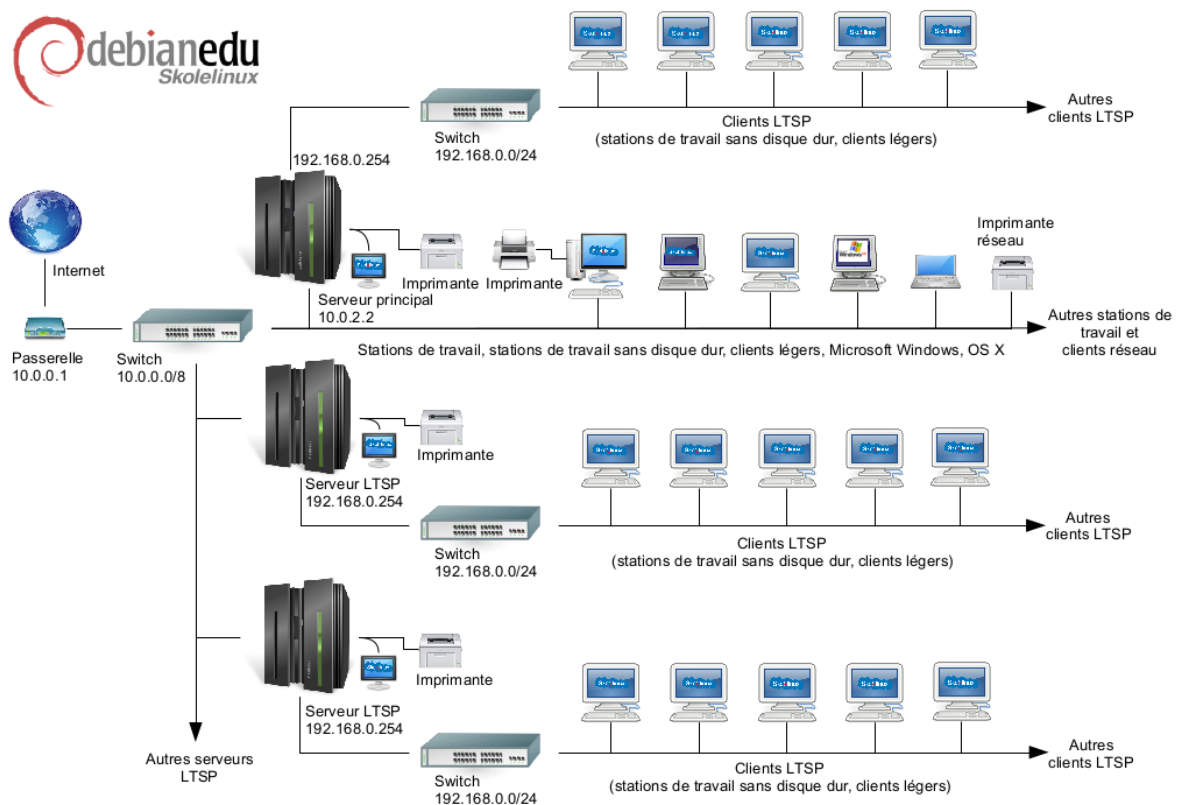 debianedu
Skolelinux
Clients LTSP
(stations de travail sans disque dur, clients légers)
Autres
clients LTSP
Switch
192.168.0.0/24
192.168.0.254
Internet
Passerelle
10.0.0.1
Switch
10.0.0.0/8
Serveur principal
10.0.2.2
Imprimante
Imprimante
Windows
Imprimante
réseau
Autres stations de
travail et
clients réseau
Stations de travail, stations de travail sans disque dur, clients légers, Microsoft Windows, OS X
Serveur LTSP
192.168.0.254
Imprimante
Switch
192.168.0.0/24
Clients LTSP
(stations de travail sans disque dur, clients légers)
Autres
clients LTSP
Serveur LTSP
192.168.0.254
Imprimante
Switch
192.168.0.0/24
Clients LTSP
(stations de travail sans disque dur, clients légers)
Autres
clients LTSP
Autres serveurs
LTSP